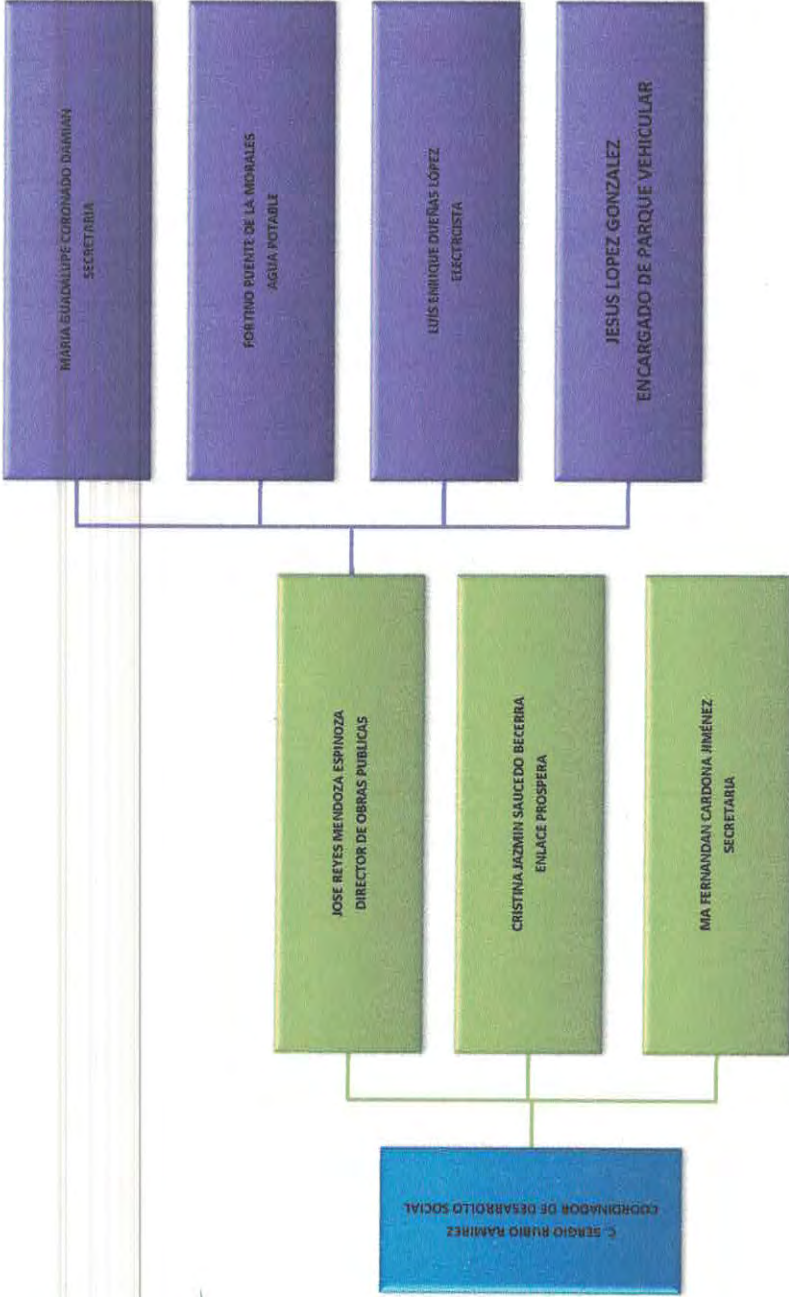 C. SERGIO RUBIO RAMIREZ
COORDINADOR DE DESARROLLO SOCIAL
JOSE REYES MENDOZA ESPINOZA
DIRECTOR DE OBRAS PUBLICAS
CRISTINA JAZMIN SAUCEDO BECERRA
ENLACE PROSPERA
MA FERNANDAN CARDONA JIMÉNEZ
SECRETARIA
MARIA GUADALUPE CORONADO DAMIAN
SECRETARIA
FORTINO PUENTE DE LA MORALES
AGUA POTABLE
LUIS ENRIQUE DUEÑAS LÓPEZ
ELECTRCISTA
JESUS LOPEZ GONZALEZ
ENCARGADO DE PARQUE VEHICULAR